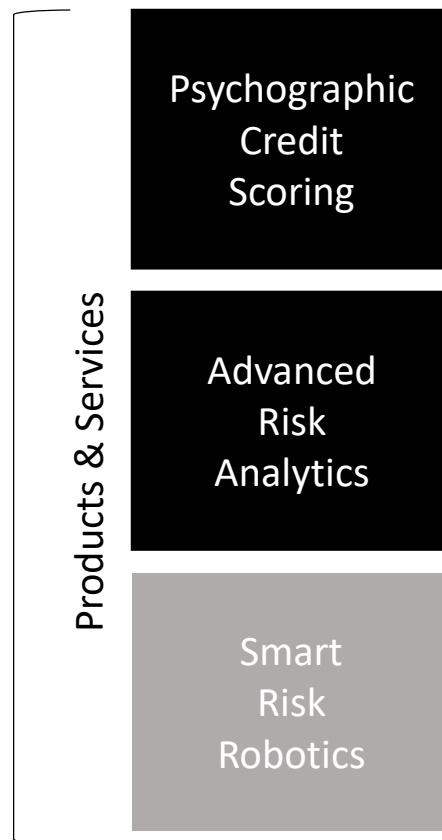 Products & Services
Psychographic
Credit
Scoring
Advanced
Risk
Analytics
Smart
Risk
Robotics